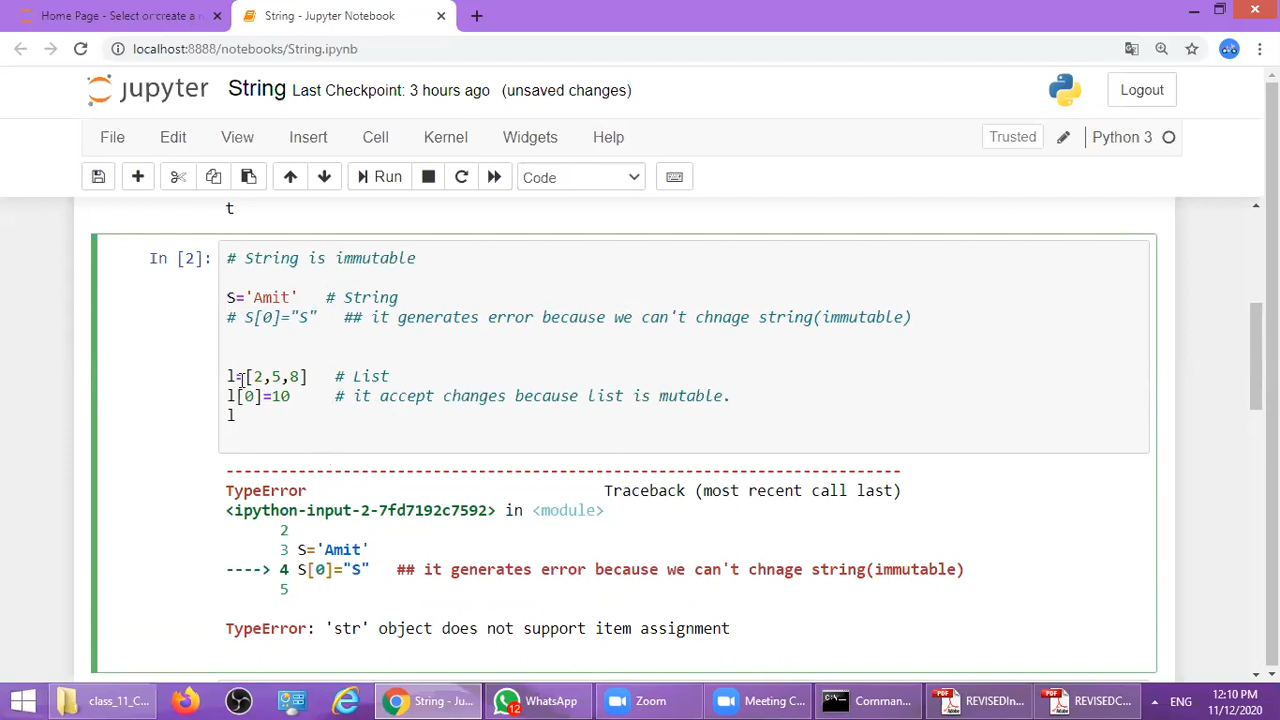 Home Page - Select or create a n
String - Jupyter Notebook
localhost:8888/notebooks/String.ipynb
jupyter String Last Checkpoint: 3 hours ago (unsaved changes)
Logout
File Edit View Insert Cell Kernel Widgets Help
Trusted Python 3
Run Code
t
In [2]:
# String is immutable
S='Amit' # String
# S[0]="S" ## it generates error because we can't chnage string(immutable)
l=[2,5,8] # List
l[0]=10 # it accept changes because list is mutable.
l
---------------------------------------------------------------------------
TypeError Traceback (most recent call last)
<ipython-input-2-7fd7192c7592> in <module>
2
3 S='Amit'
----> 4 S[0]="S" ## it generates error because we can't chnage string(immutable)
5
TypeError: 'str' object does not support item assignment
class_11_C... String - Ju... WhatsApp 12 Zoom Meeting C... Comman... REVISEDIn... REVISEDC... ENG
12:10 PM
11/12/2020